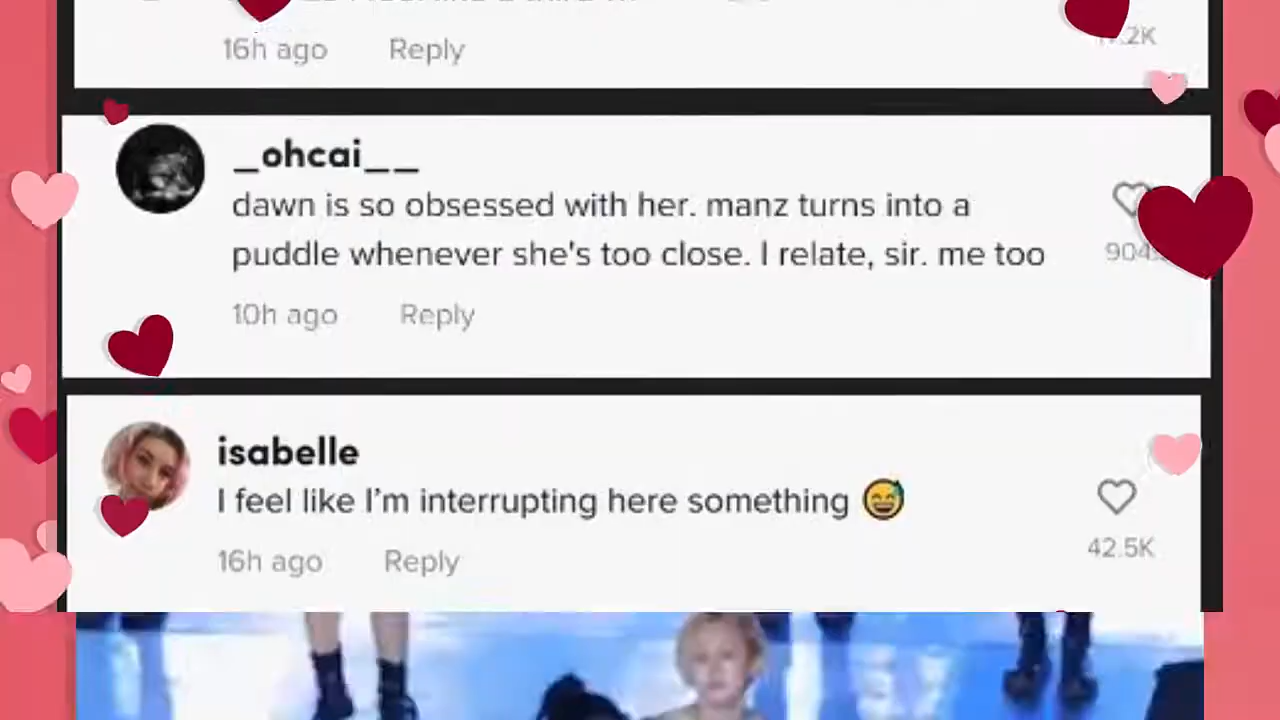 16h ago Reply
_ohcai__
dawn is so obsessed with her. manz turns into a
puddle whenever she's too close. I relate, sir. me too
904
10h ago Reply
isabelle
I feel like I'm interrupting here something 😅
42.5K
16h ago Reply